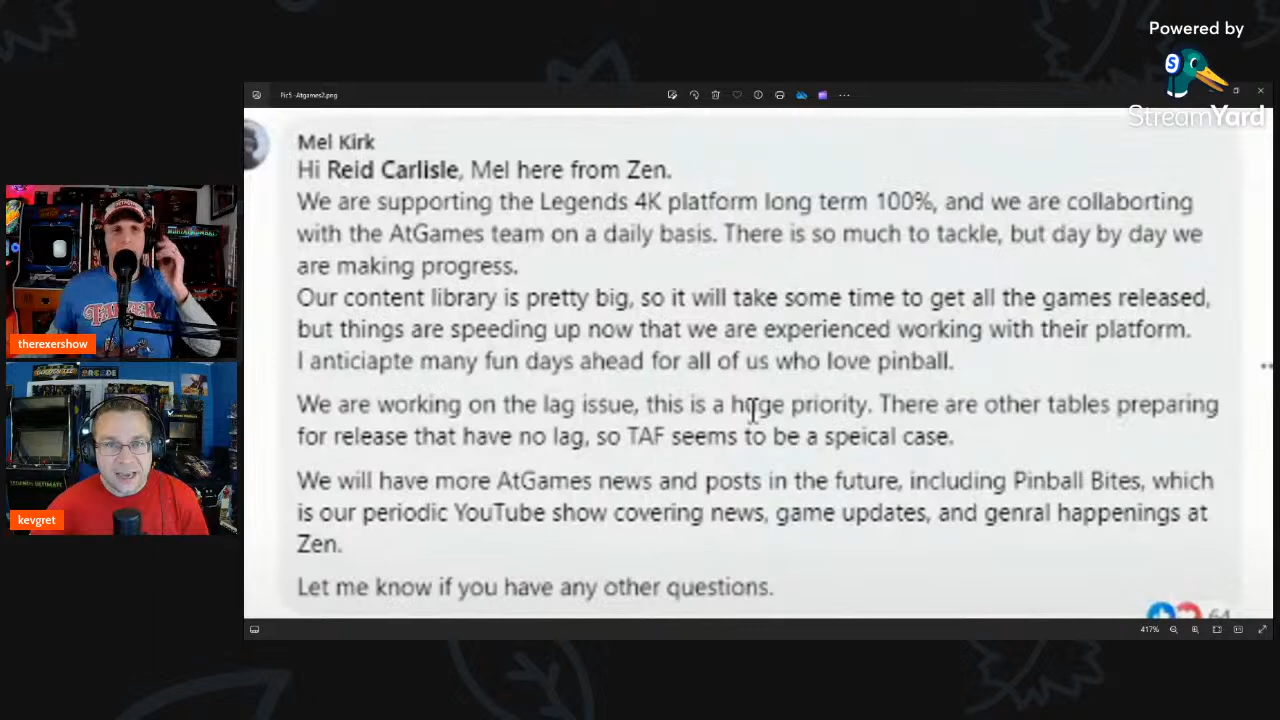 Powered by
StreamYard
Pic5 -Atgames2.png
Mel Kirk
Hi Reid Carlisle, Mel here from Zen.
We are supporting the Legends 4K platform long term 100%, and we are collaborting
with the AtGames team on a daily basis. There is so much to tackle, but day by day we
are making progress.
Our content library is pretty big, so it will take some time to get all the games released,
but things are speeding up now that we are experienced working with their platform.
I anticiapte many fun days ahead for all of us who love pinball.
We are working on the lag issue, this is a huge priority. There are other tables preparing
for release that have no lag, so TAF seems to be a speical case.
We will have more AtGames news and posts in the future, including Pinball Bites, which
is our periodic YouTube show covering news, game updates, and genral happenings at
Zen.
Let me know if you have any other questions.
64
417%
therexershow
ARCADE
LEGENDS ULTIMATE
kevgret